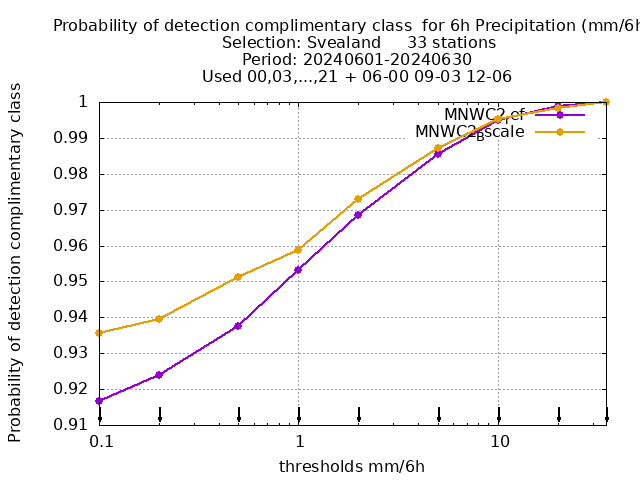 Probability of detection complimentary class for 6h Precipitation (mm/6h
Selection: Svealand 33 stations
Period: 20240601-20240630
Used 00,03,...,21 + 06-00 09-03 12-06
Probability of detection complimentary class
1
0.99
0.98
0.97
0.96
0.95
0.94
0.93
0.92
0.91
MNWC2ref
MNWC2Bscale
0.1
1
10
thresholds mm/6h